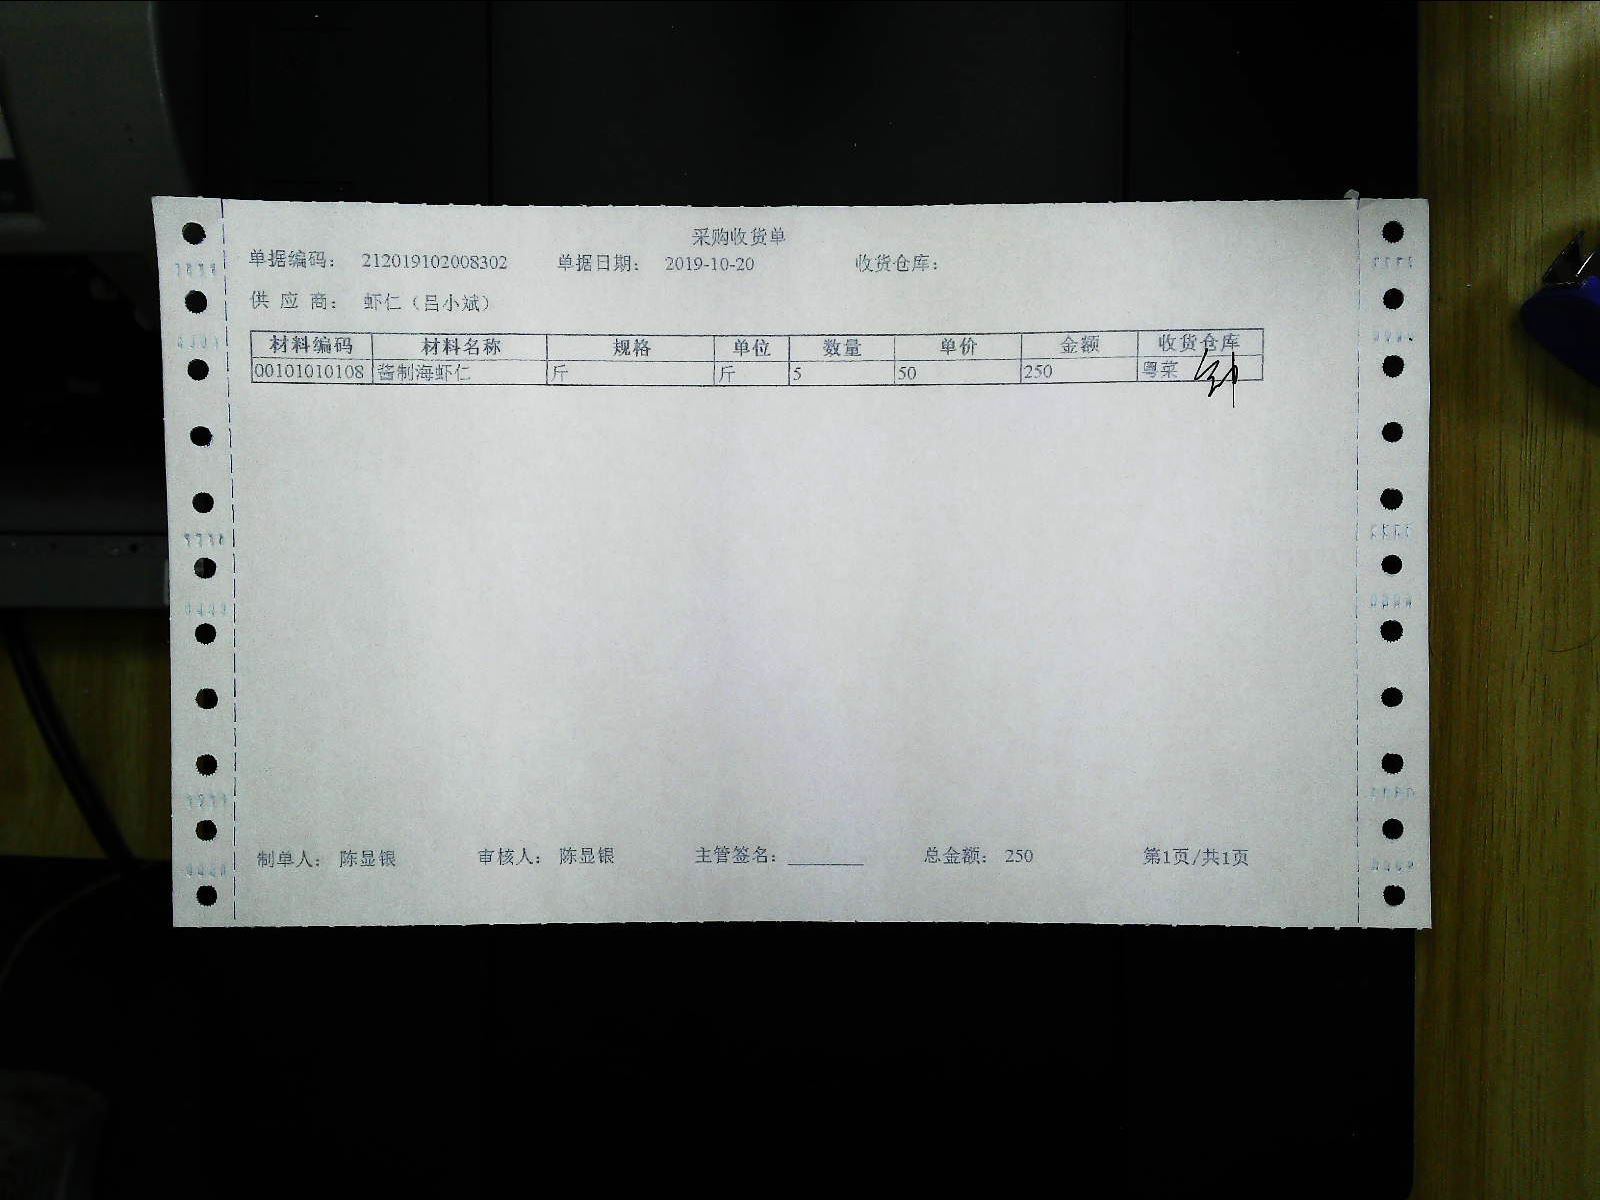 采购收货单
单据编码： 212019102008302 单据日期： 2019-10-20 收货仓库：
供 应 商： 虾仁（吕小斌）
材料编码 材料名称 规格 单位 数量 单价 金额 收货仓库
00101010108 酱制海虾仁 斤 斤 5 50 250 粤菜
制单人： 陈显银 审核人： 陈显银 主管签名：________ 总金额： 250 第1页/共1页